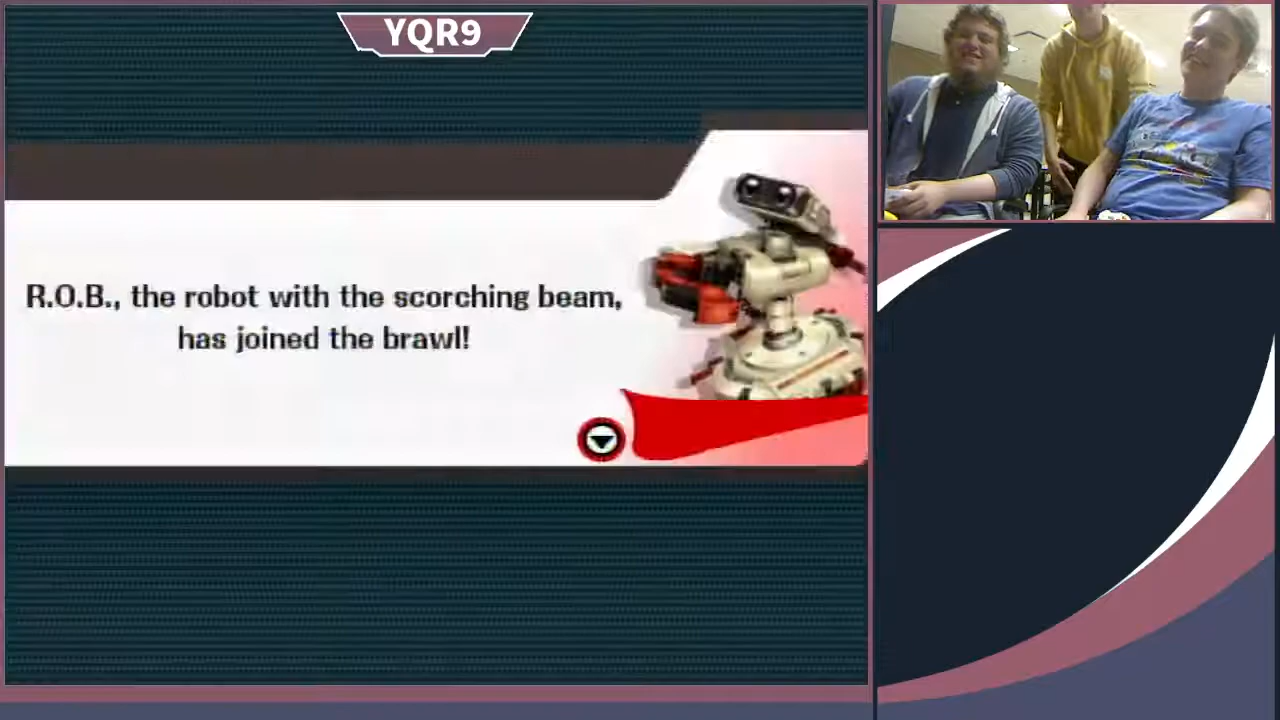 YQR9
R.O.B., the robot with the scorching beam,
has joined the brawl!